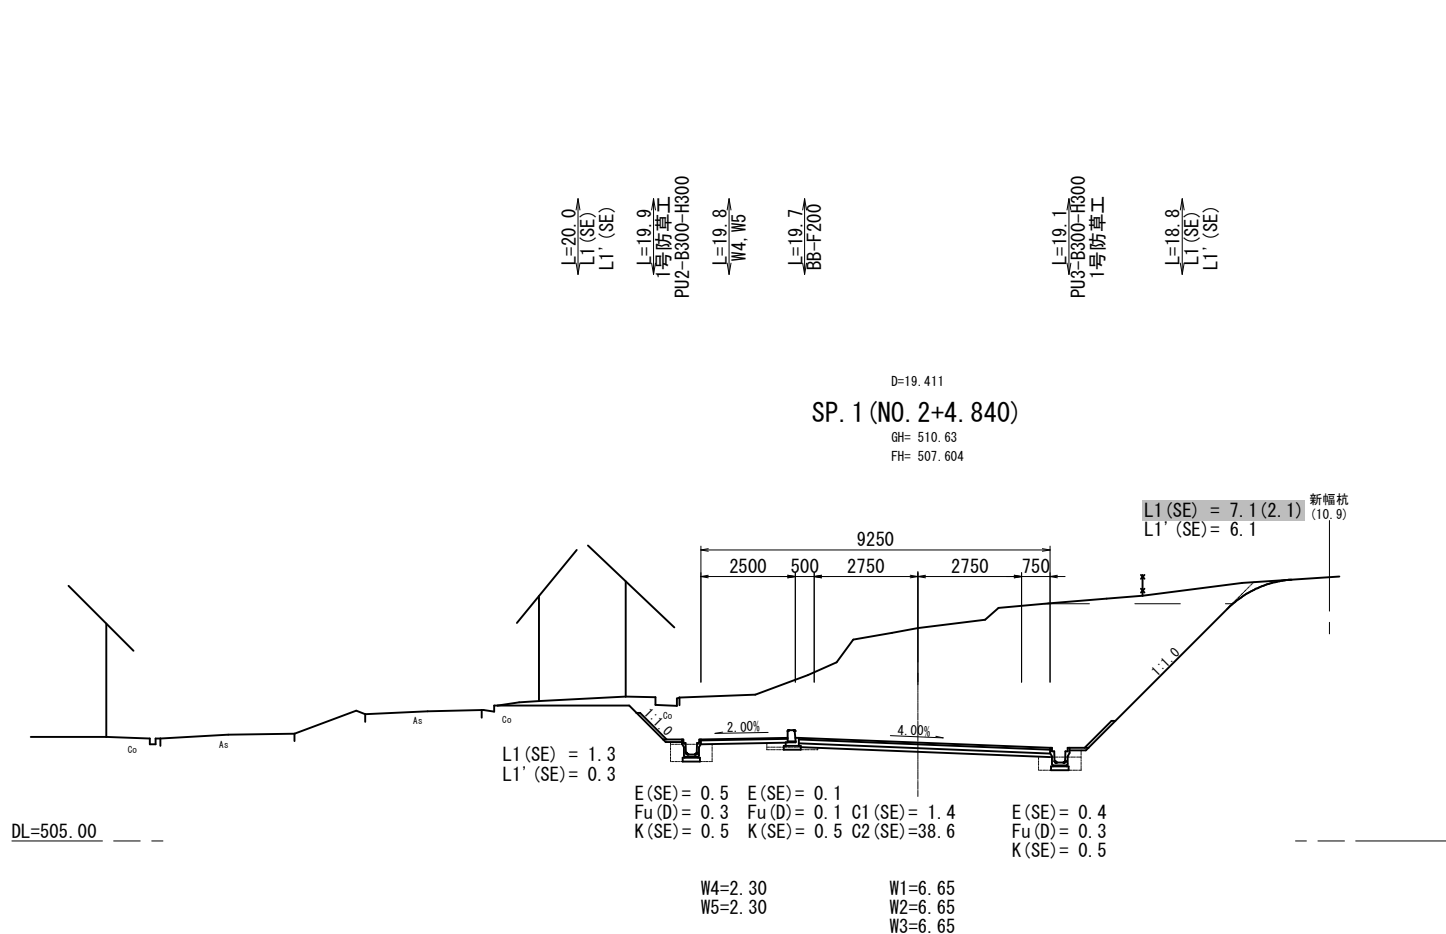 L=20.0
L1(SE)
L1'(SE)
L=19.9
1号防草工
PU2-B300-H300
L=19.8
W4,W5
L=19.7
BB-F200
L=19.1
PU3-B300-H300
1号防草工
L=18.8
L1(SE)
L1'(SE)
D=19.411
SP.1(NO.2+4.840)
GH= 510.63
FH= 507.604
L1(SE) = 7.1(2.1)
L1'(SE)= 6.1
新幅杭
(10.9)
9250
2500 500 2750 2750 750
1:1.0
1:1.0
Co
2.00%
4.00%
Co
As
As
Co
L1(SE) = 1.3
L1'(SE)= 0.3
E(SE)= 0.5
Fu(D)= 0.3
K(SE)= 0.5
E(SE)= 0.1
Fu(D)= 0.1
K(SE)= 0.5
C1(SE)= 1.4
C2(SE)=38.6
E(SE)= 0.4
Fu(D)= 0.3
K(SE)= 0.5
DL=505.00
W4=2.30
W5=2.30
W1=6.65
W2=6.65
W3=6.65